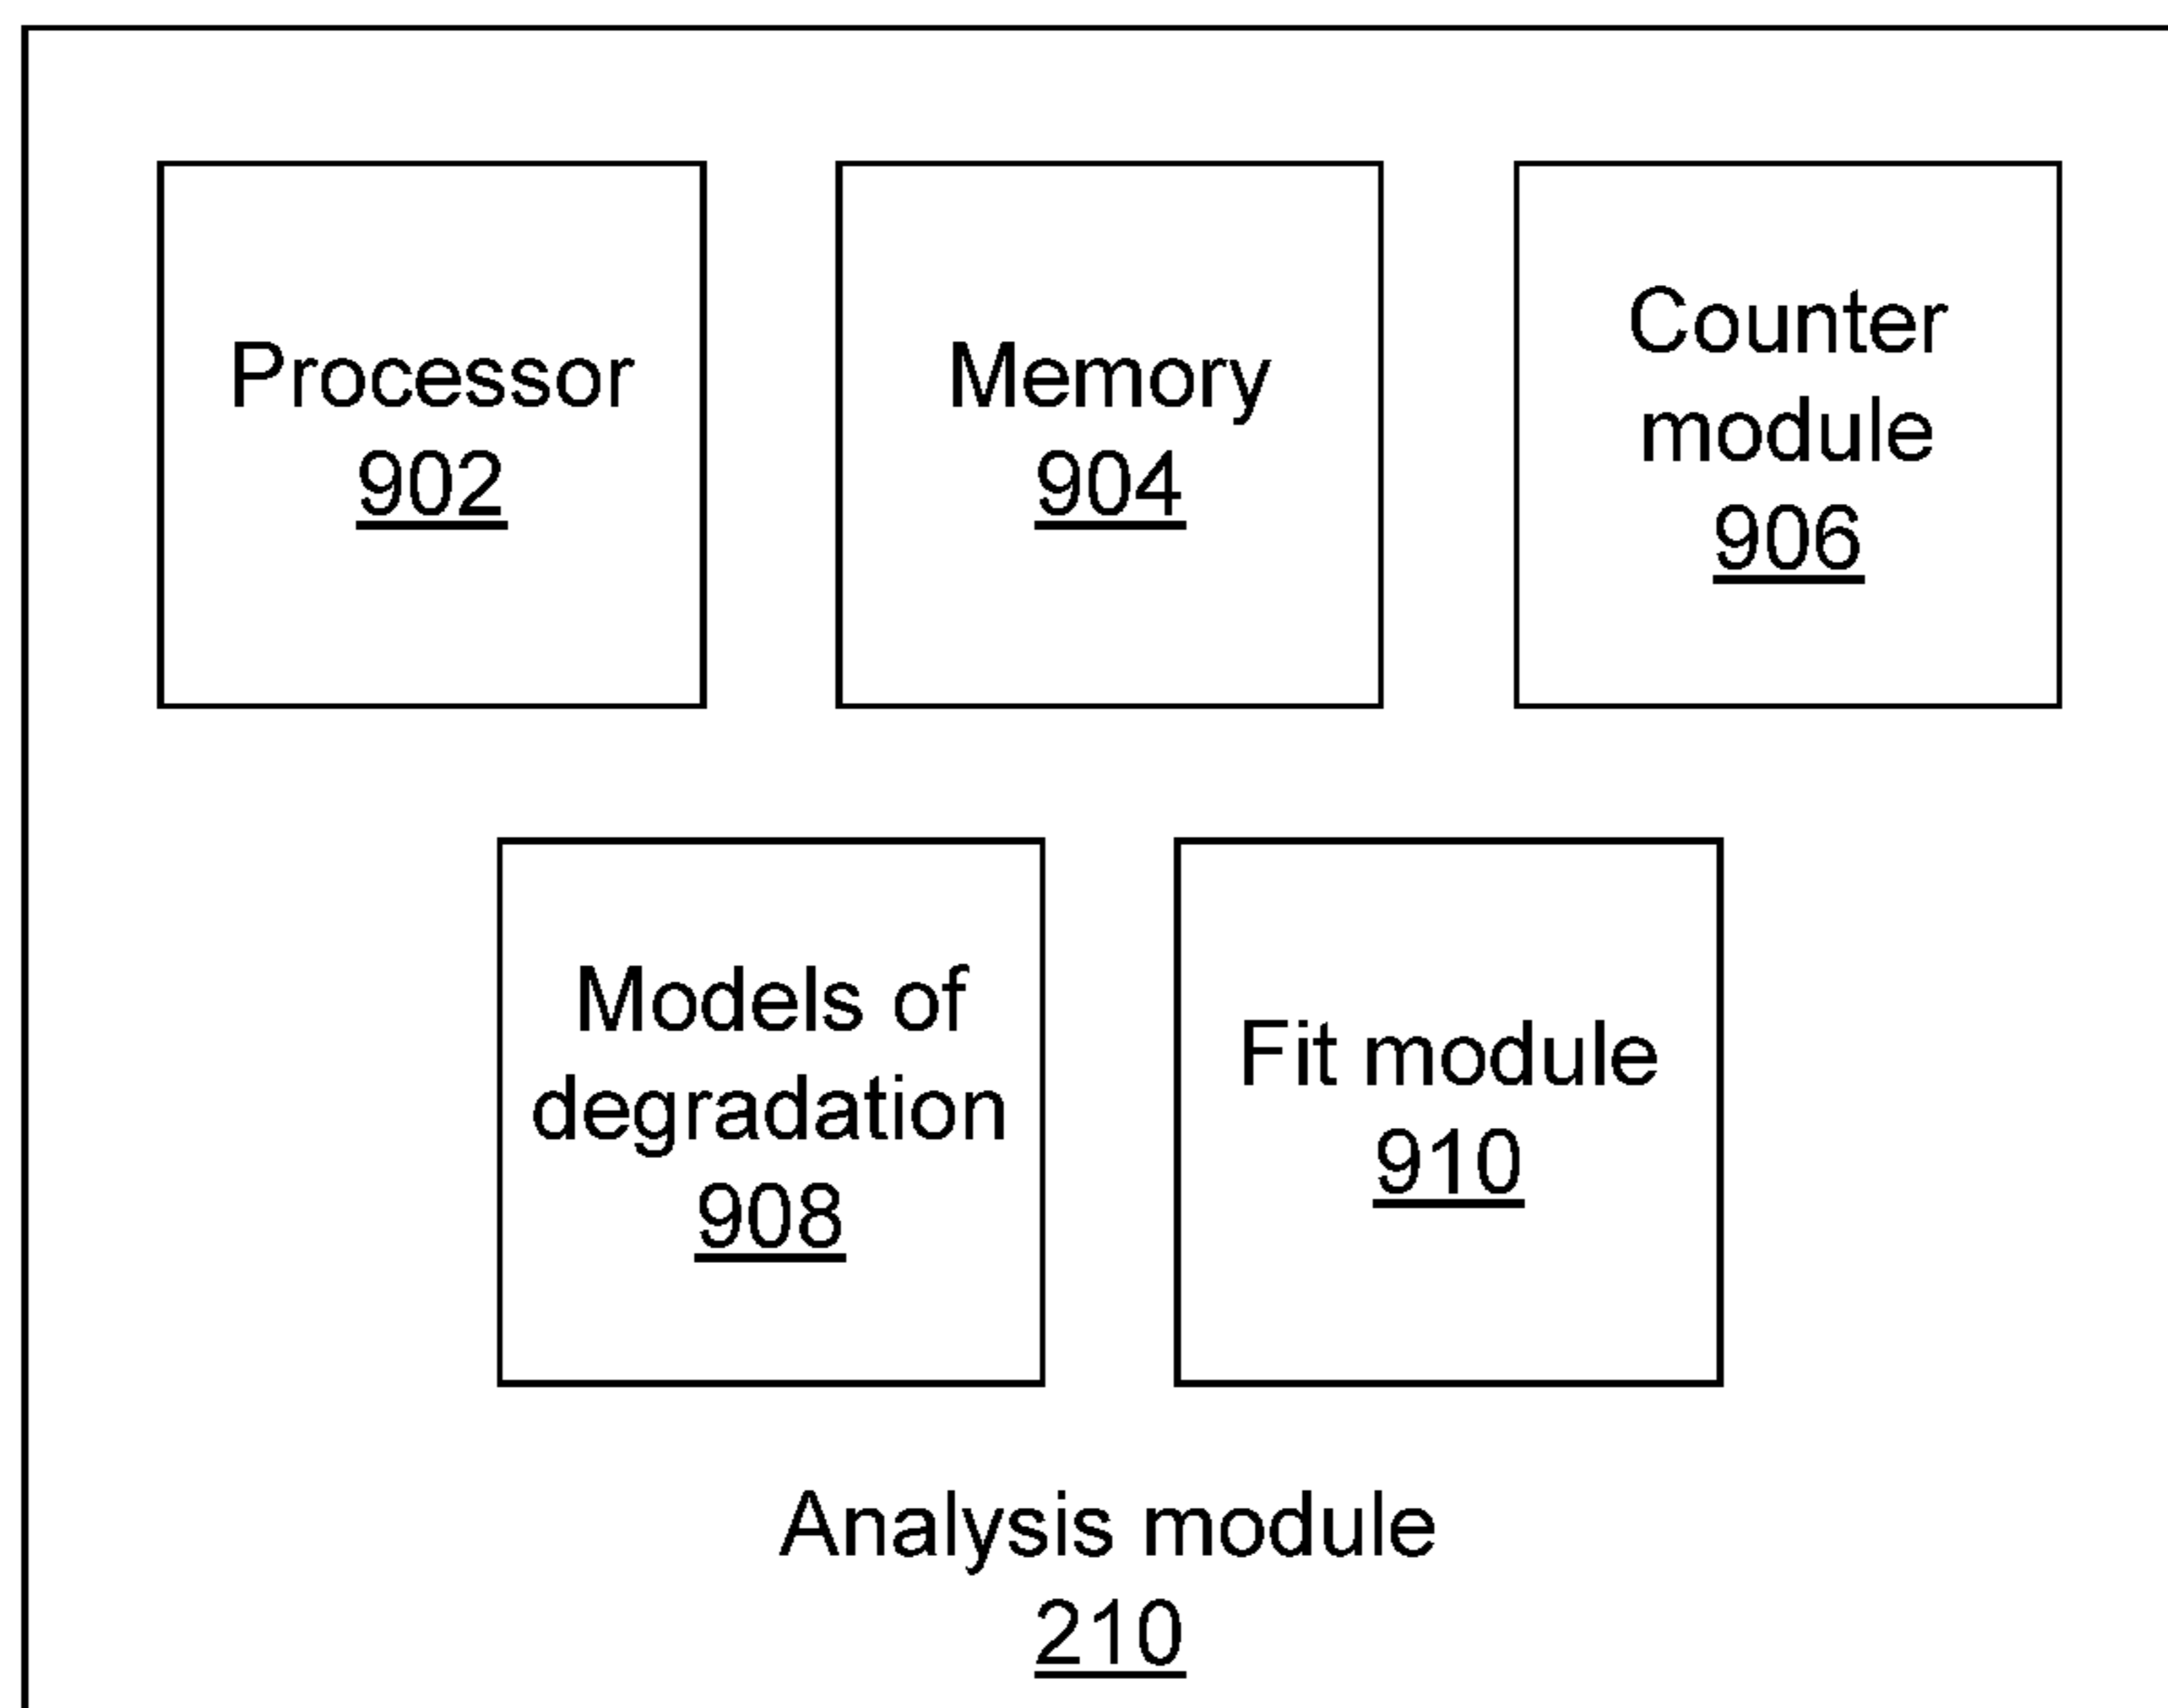 Processor
902
Memory
904
Counter
module
906
Models of
degradation
908
Fit module
910
Analysis module
210